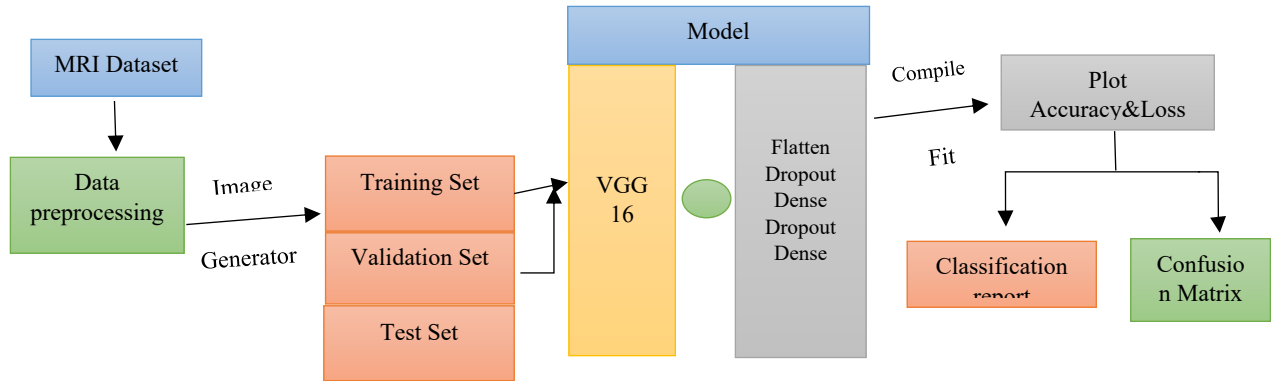 MRI Dataset
Data
preprocessing
Image
Generator
Training Set
Validation Set
Test Set
Model
VGG
16
Flatten
Dropout
Dense
Dropout
Dense
Compile
Fit
Plot
Accuracy&Loss
Classification
report
Confusio
n Matrix